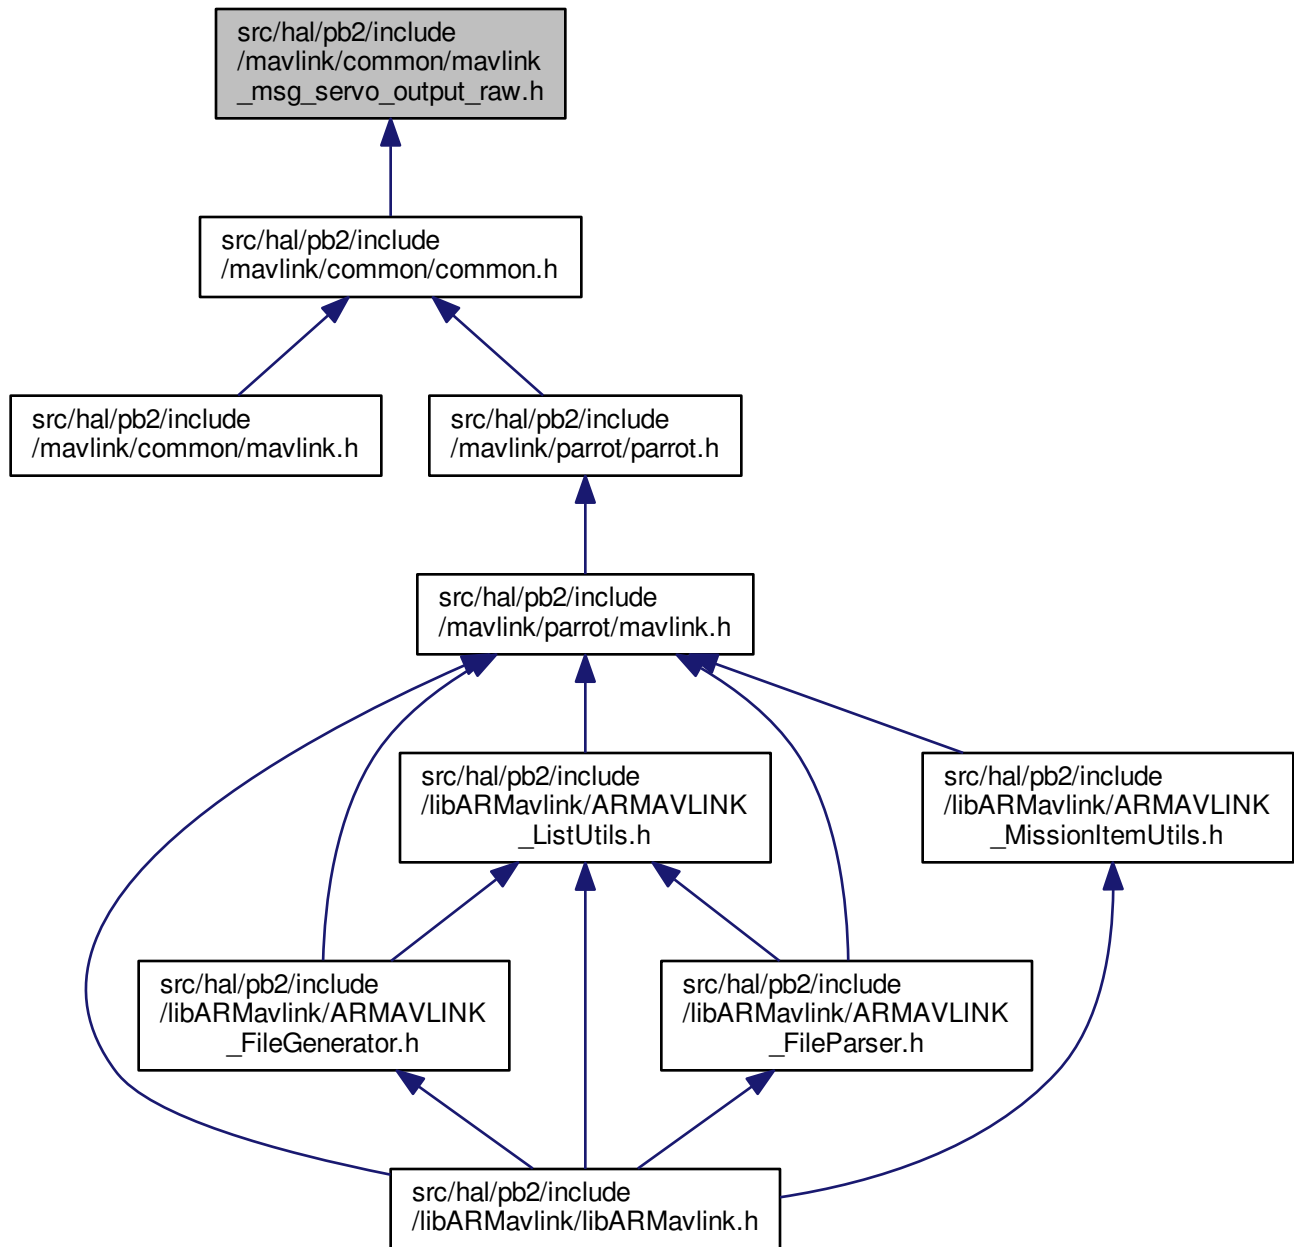 src/hal/pb2/include
/mavlink/common/mavlink
_msg_servo_output_raw.h
src/hal/pb2/include
/mavlink/common/common.h
src/hal/pb2/include
/mavlink/common/mavlink.h
src/hal/pb2/include
/mavlink/parrot/parrot.h
src/hal/pb2/include
/mavlink/parrot/mavlink.h
src/hal/pb2/include
/libARMavlink/ARMAVLINK
_ListUtils.h
src/hal/pb2/include
/libARMavlink/ARMAVLINK
_MissionItemUtils.h
src/hal/pb2/include
/libARMavlink/ARMAVLINK
_FileGenerator.h
src/hal/pb2/include
/libARMavlink/ARMAVLINK
_FileParser.h
src/hal/pb2/include
/libARMavlink/libARMavlink.h